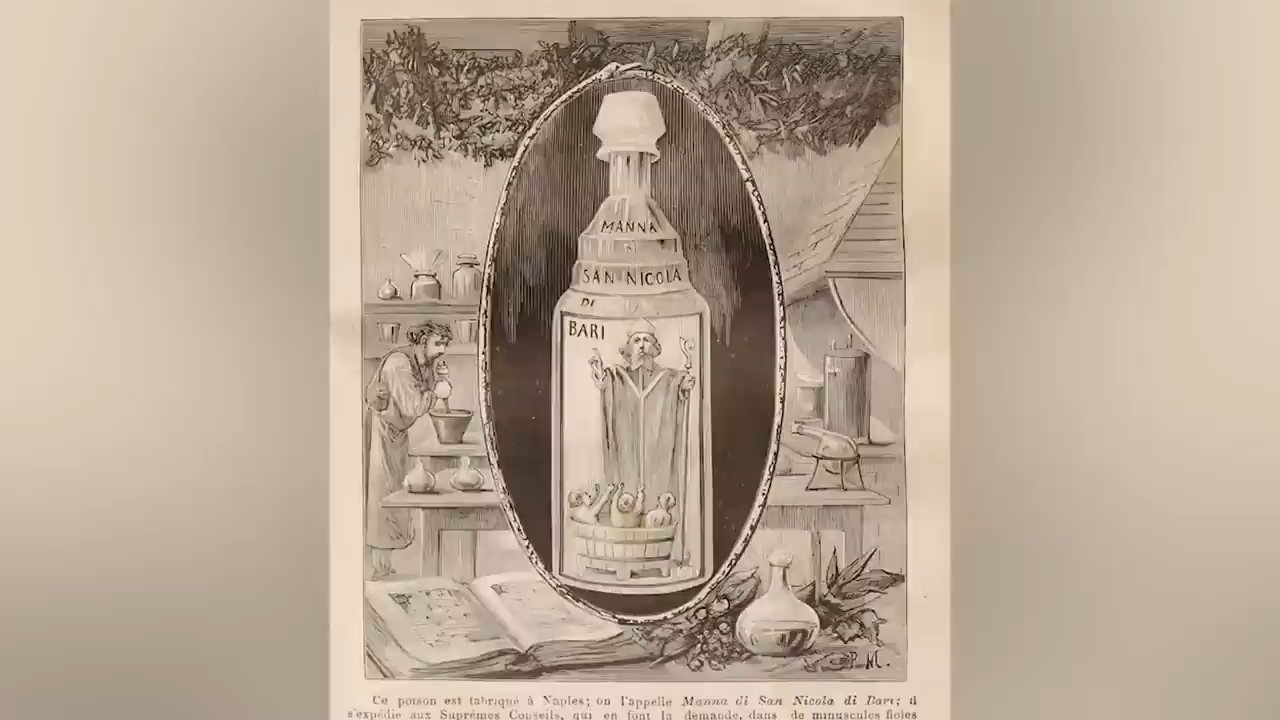 MANNA
DI
SAN NICOLA
DI
BARI
P. M.
Ce poison est fabriqué à Naples; on l'appelle Manna di San Nicola di Bari; il
s'expédie aux Suprêmes Conseils, qui en font la demande, dans de minuscules fioles